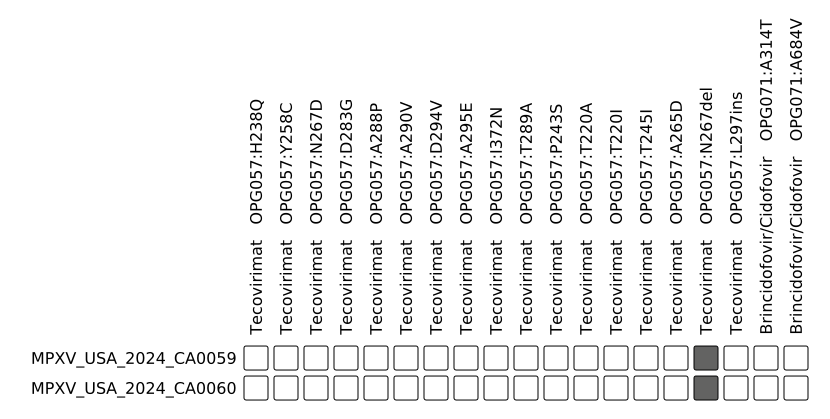 Tecovirimat OPG057:H238Q
Tecovirimat OPG057:Y258C
Tecovirimat OPG057:N267D
Tecovirimat OPG057:D283G
Tecovirimat OPG057:A288P
Tecovirimat OPG057:A290V
Tecovirimat OPG057:D294V
Tecovirimat OPG057:A295E
Tecovirimat OPG057:I372N
Tecovirimat OPG057:T289A
Tecovirimat OPG057:P243S
Tecovirimat OPG057:T220A
Tecovirimat OPG057:T220I
Tecovirimat OPG057:T245I
Tecovirimat OPG057:A265D
Tecovirimat OPG057:N267del
Tecovirimat OPG057:L297ins
Brincidofovir/Cidofovir OPG071:A314T
Brincidofovir/Cidofovir OPG071:A684V
MPXV_USA_2024_CA0059
MPXV_USA_2024_CA0060